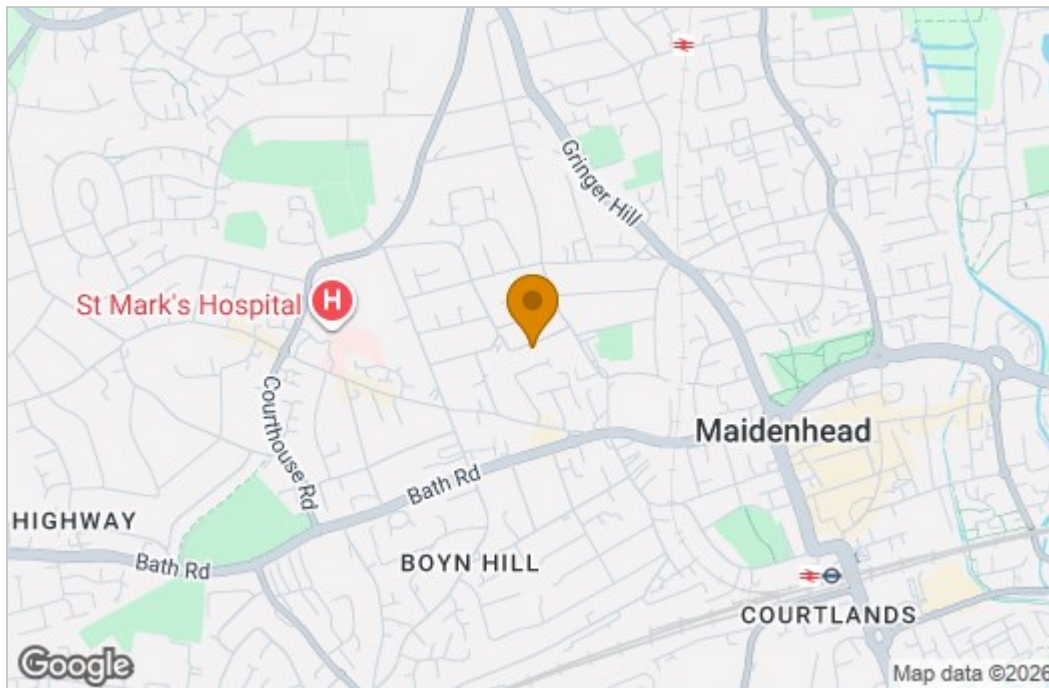 Gringer Hill
St Mark's Hospital
H
Courthouse Rd
Maidenhead
Bath Rd
HIGHWAY
Bath Rd
BOYN HILL
COURTLANDS
Google
Map data ©2026